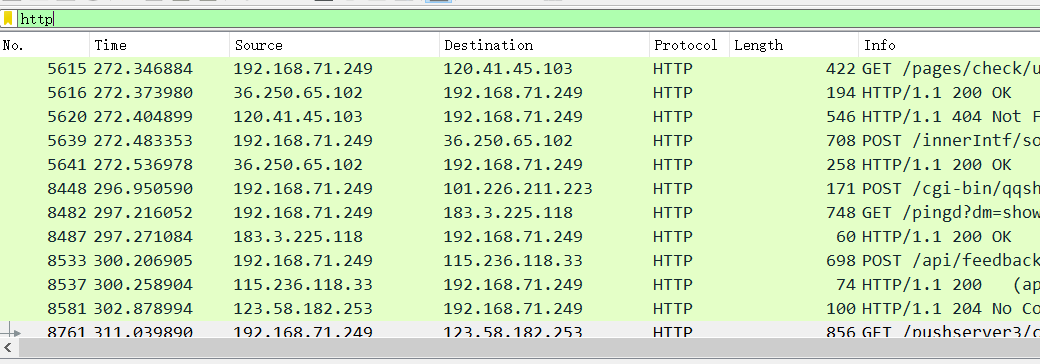 http
No. Time Source Destination Protocol Length Info
5615 272.346884 192.168.71.249 120.41.45.103 HTTP 422 GET /pages/check/u
5616 272.373980 36.250.65.102 192.168.71.249 HTTP 194 HTTP/1.1 200 OK
5620 272.404899 120.41.45.103 192.168.71.249 HTTP 546 HTTP/1.1 404 Not F
5639 272.483353 192.168.71.249 36.250.65.102 HTTP 708 POST /innerIntf/so
5641 272.536978 36.250.65.102 192.168.71.249 HTTP 258 HTTP/1.1 200 OK
8448 296.950590 192.168.71.249 101.226.211.223 HTTP 171 POST /cgi-bin/qqsh
8482 297.216052 192.168.71.249 183.3.225.118 HTTP 748 GET /pingd?dm=show
8487 297.271084 183.3.225.118 192.168.71.249 HTTP 60 HTTP/1.1 200 OK
8533 300.206905 192.168.71.249 115.236.118.33 HTTP 698 POST /api/feedback
8537 300.258904 115.236.118.33 192.168.71.249 HTTP 74 HTTP/1.1 200 (ap
8581 302.878994 123.58.182.253 192.168.71.249 HTTP 100 HTTP/1.1 204 No Co
8761 311.039890 192.168.71.249 123.58.182.253 HTTP 856 GET /pushserver3/c